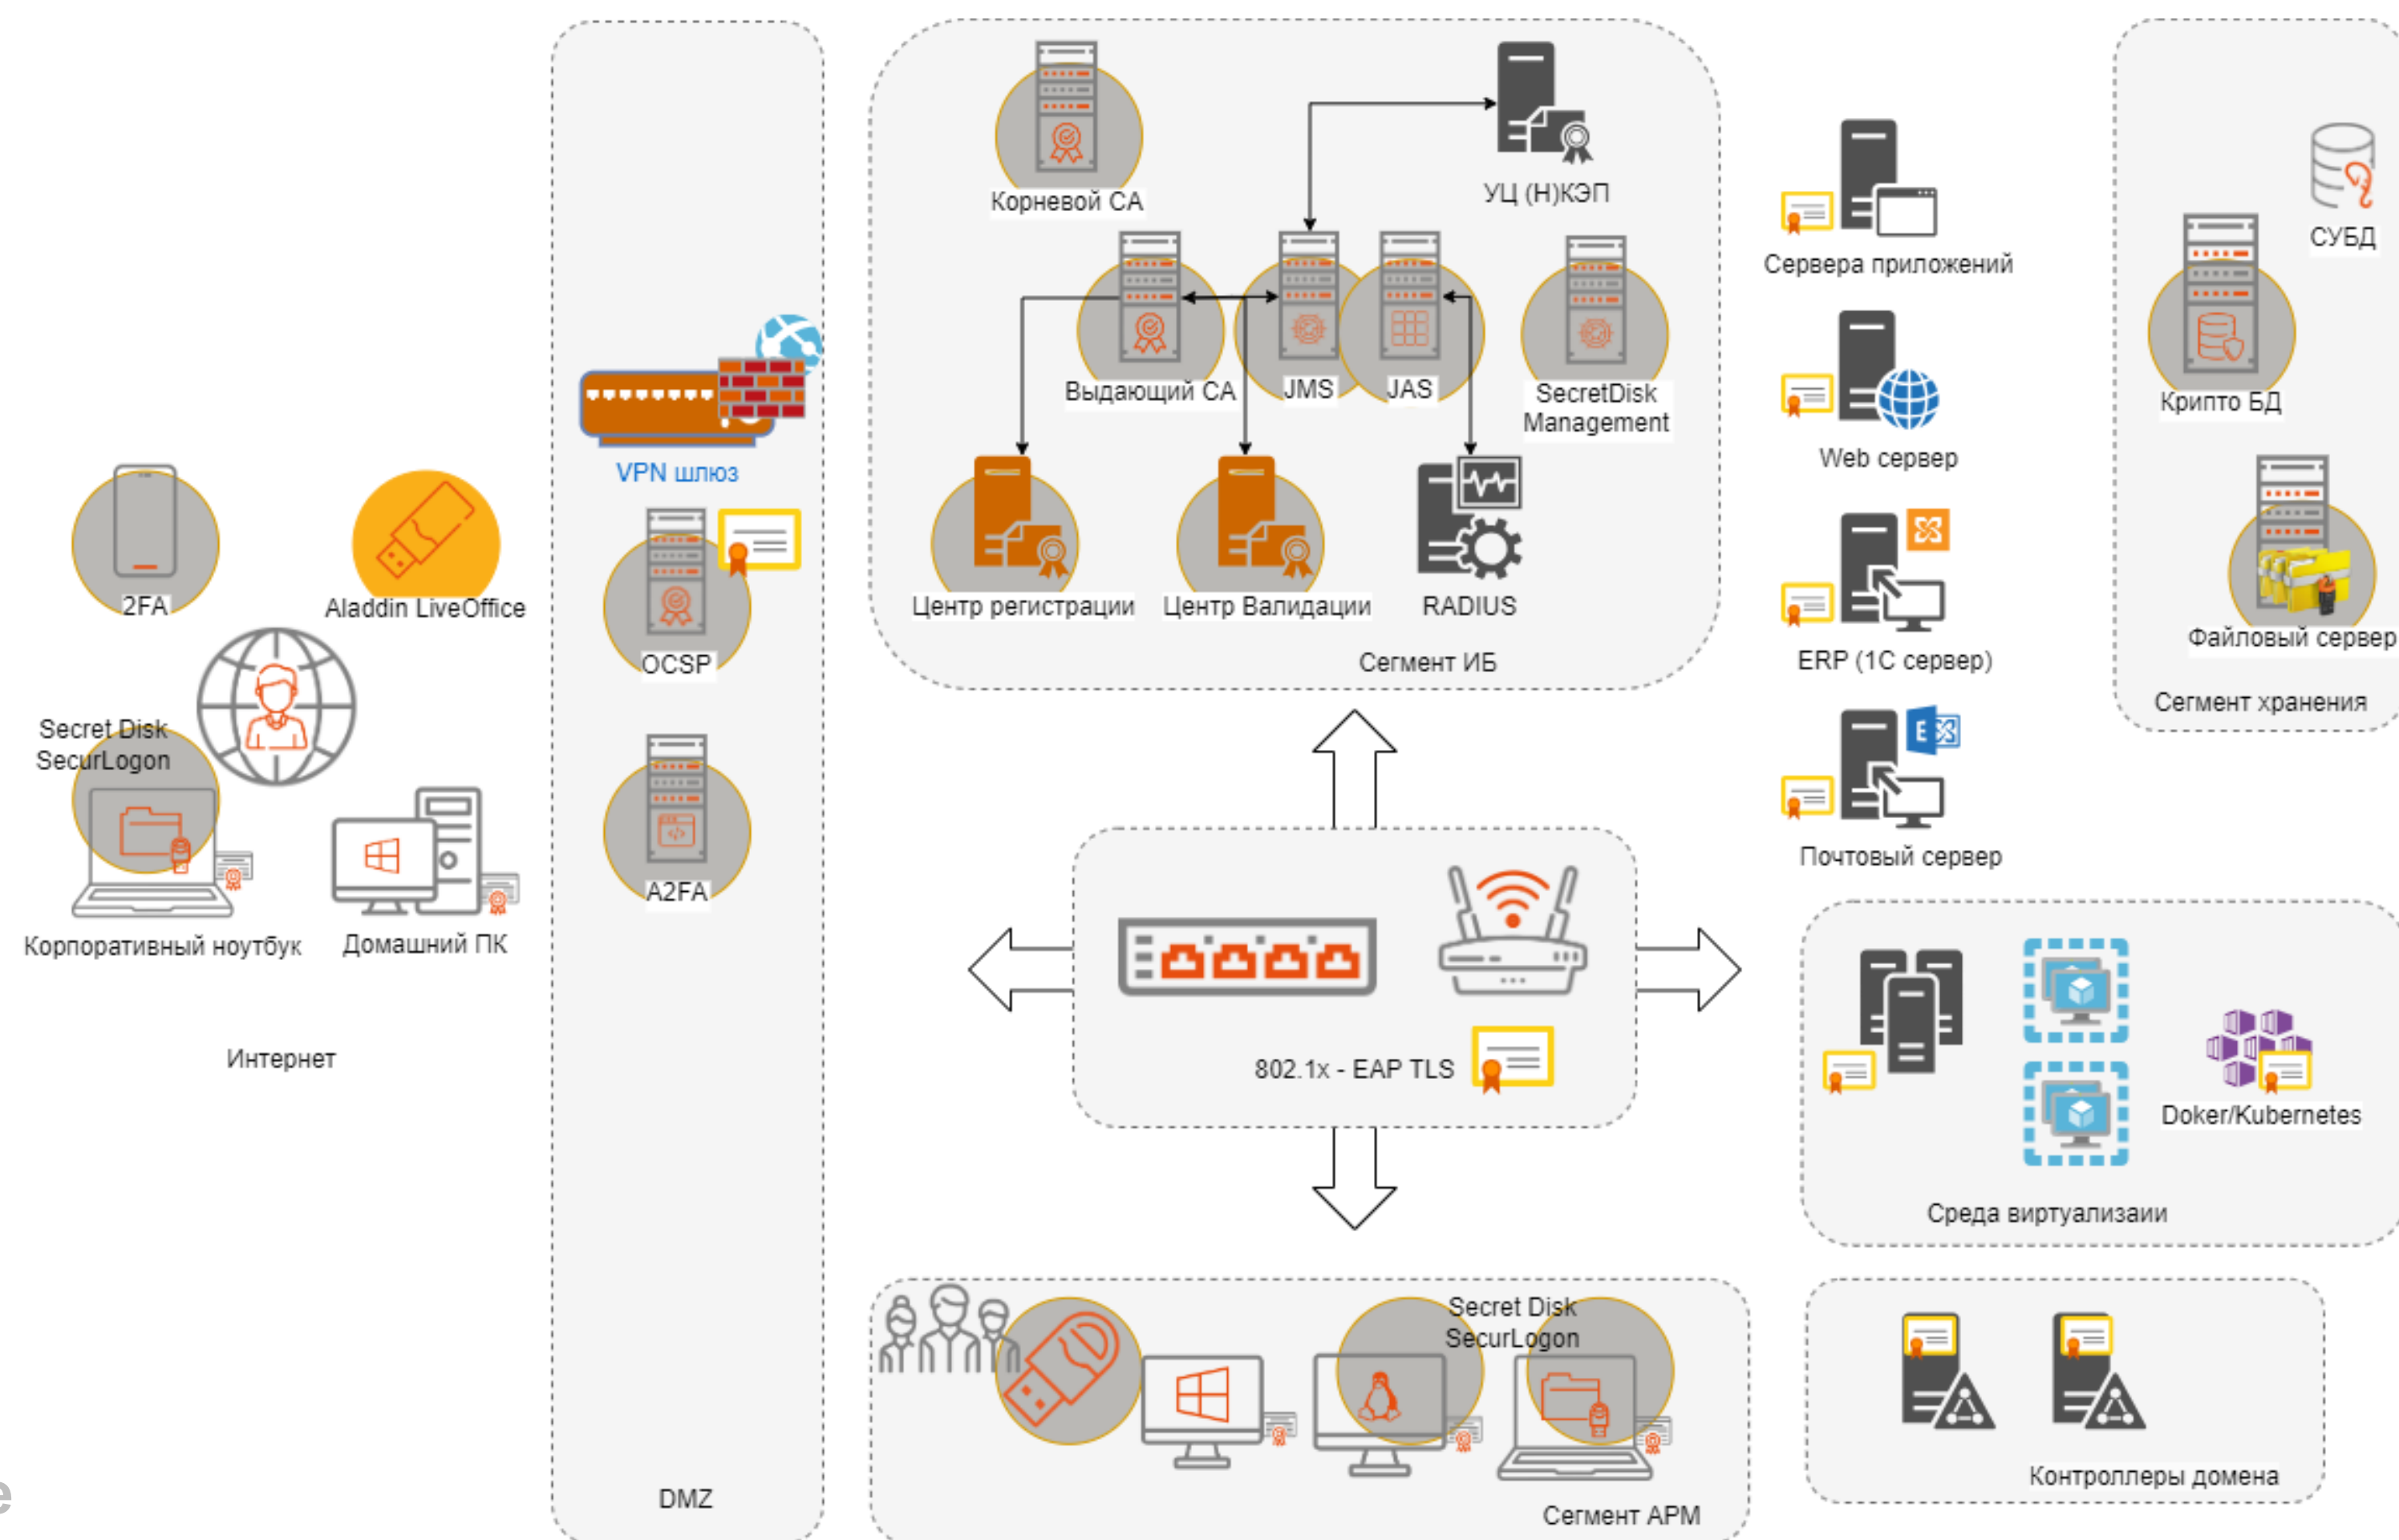 2FA
Aladdin LiveOffice
Secret Disk
SecurLogon
Корпоративный ноутбук
Домашний ПК
Интернет
VPN шлюз
OCSP
A2FA
DMZ
Корневой CA
УЦ (Н)КЭП
Выдающий CA
JMS
JAS
SecretDisk
Management
Центр регистрации
Центр Валидации
RADIUS
Сегмент ИБ
802.1x - EAP TLS
Secret Disk
SecurLogon
Сегмент АРМ
Сервера приложений
Web сервер
ERP (1С сервер)
E
Почтовый сервер
СУБД
Крипто БД
Файловый сервер
Сегмент хранения
Doker/Kubernetes
Среда виртуализаии
Контроллеры домена
e